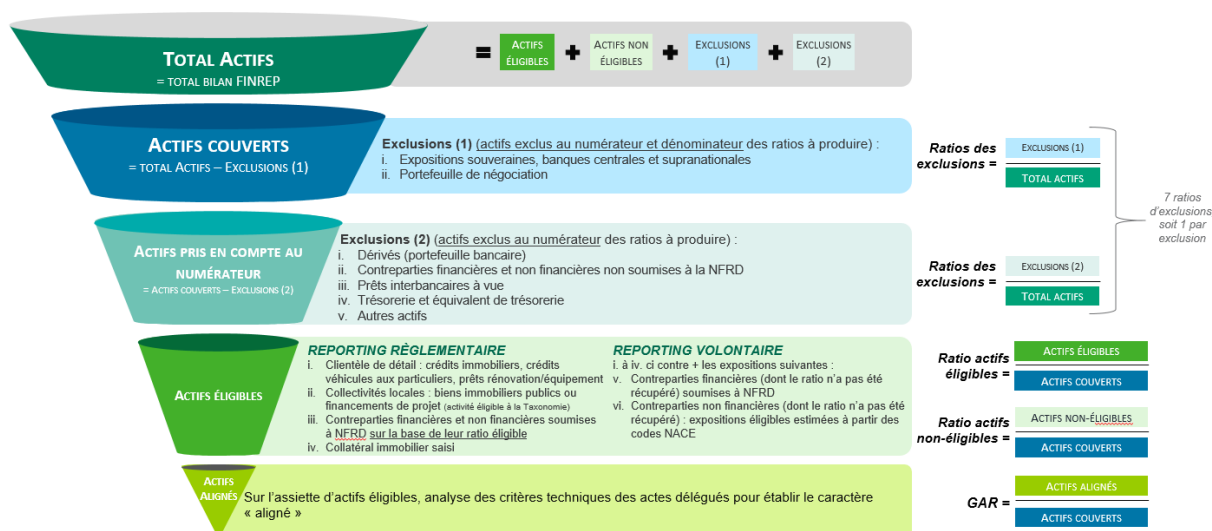 TOTAL ACTIFS
= TOTAL BILAN FINREP
=
ACTIFS
ÉLIGIBLES
+
ACTIFS NON
ÉLIGIBLES
+
EXCLUSIONS
(1)
+
EXCLUSIONS
(2)
ACTIFS COUVERTS
= TOTAL ACTIFS – EXCLUSIONS (1)
Exclusions (1) (actifs exclus au numérateur et dénominateur des ratios à produire) :
i. Expositions souveraines, banques centrales et supranationales
ii. Portefeuille de négociation
Ratios des
exclusions =
EXCLUSIONS (1)
TOTAL ACTIFS
7 ratios
d'exclusions
soit 1 par
exclusion
ACTIFS PRIS EN COMPTE AU
NUMÉRATEUR
= ACTIFS COUVERTS – EXCLUSIONS (2)
Exclusions (2) (actifs exclus au numérateur des ratios à produire) :
i. Dérivés (portefeuille bancaire)
ii. Contreparties financières et non financières non soumises à la NFRD
iii. Prêts interbancaires à vue
iv. Trésorerie et équivalent de trésorerie
v. Autres actifs
Ratios des
exclusions =
EXCLUSIONS (2)
TOTAL ACTIFS
ACTIFS ÉLIGIBLES
REPORTING RÈGLEMENTAIRE
i. Clientèle de détail : crédits immobiliers, crédits
véhicules aux particuliers, prêts rénovation/équipement
ii. Collectivités locales : biens immobiliers publics ou
financements de projet (activité éligible à la Taxonomie)
iii. Contreparties financières et non financières soumises
à NFRD sur la base de leur ratio éligible
iv. Collatéral immobilier saisi
REPORTING VOLONTAIRE
i. à iv. ci contre + les expositions suivantes :
v. Contreparties financières (dont le ratio n'a pas été
récupéré) soumises à NFRD
vi. Contreparties non financières (dont le ratio n'a pas été
récupéré) : expositions éligibles estimées à partir des
codes NACE
Ratio actifs
éligibles =
ACTIFS ÉLIGIBLES
ACTIFS COUVERTS
Ratio actifs
non-éligibles =
ACTIFS NON-ÉLIGIBLES
ACTIFS COUVERTS
ACTIFS
ALIGNÉS
Sur l'assiette d'actifs éligibles, analyse des critères techniques des actes délégués pour établir le caractère
« aligné »
GAR =
ACTIFS ALIGNÉS
ACTIFS COUVERTS